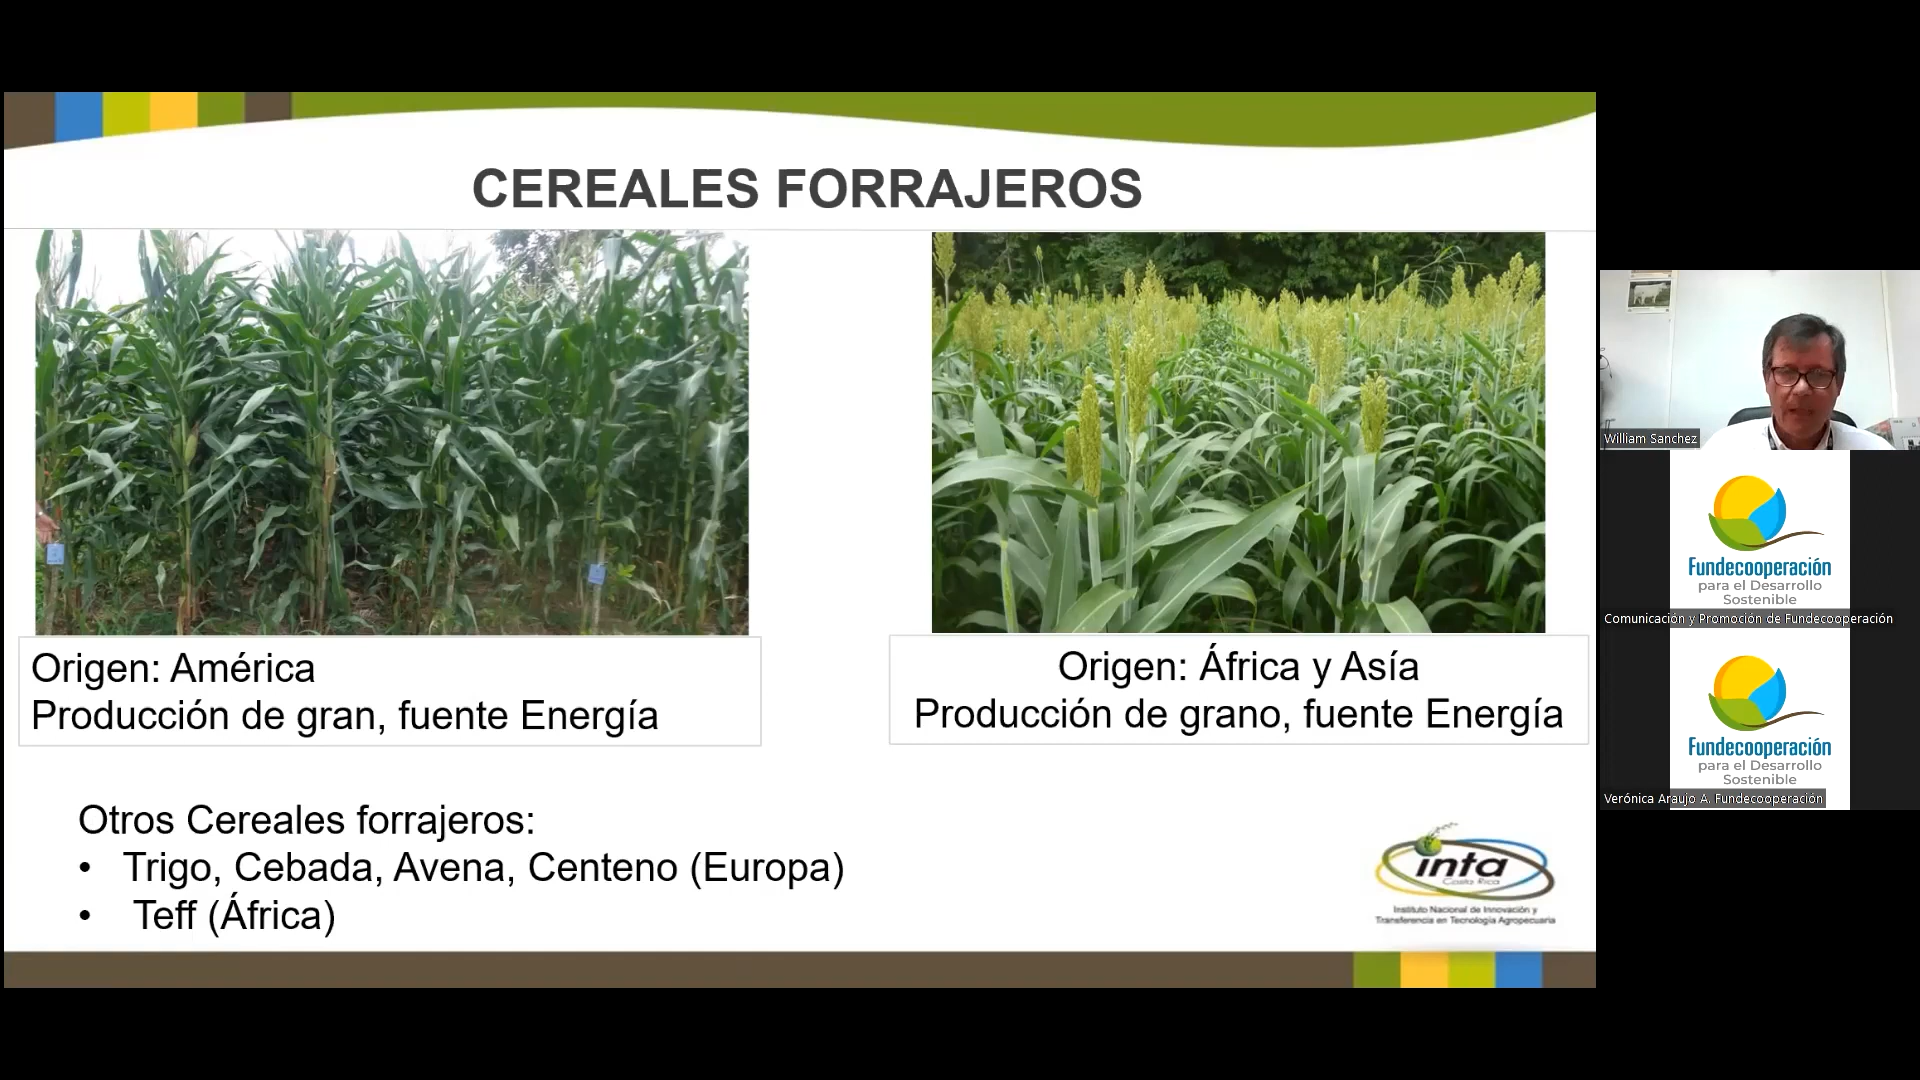 CEREALES FORRAJEROS
Origen: América
Producción de gran, fuente Energía
Origen: África y Asía
Producción de grano, fuente Energía
Otros Cereales forrajeros:
• Trigo, Cebada, Avena, Centeno (Europa)
• Teff (África)
inta
Costa Rica
Instituto Nacional de Innovación y
Transferencia en Tecnología Agropecuaria
William Sanchez
Fundecooperación
para el Desarrollo
Sostenible
Comunicación y Promoción de Fundecooperación
Fundecooperación
para el Desarrollo
Sostenible
Verónica Araujo A. Fundecooperación